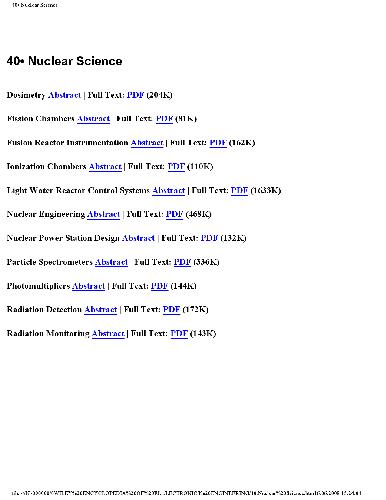 40• Nuclear Science
40• Nuclear Science
Dosimetry Abstract | Full Text: PDF (204K)
Fission Chambers Abstract | Full Text: PDF (81K)
Fusion Reactor Instrumentation Abstract | Full Text: PDF (162K)
Ionization Chambers Abstract | Full Text: PDF (110K)
Light Water Reactor Control Systems Abstract | Full Text: PDF (1633K)
Nuclear Engineering Abstract | Full Text: PDF (468K)
Nuclear Power Station Design Abstract | Full Text: PDF (132K)
Particle Spectrometers Abstract | Full Text: PDF (336K)
Photomultipliers Abstract | Full Text: PDF (144K)
Radiation Detection Abstract | Full Text: PDF (172K)
Radiation Monitoring Abstract | Full Text: PDF (143K)